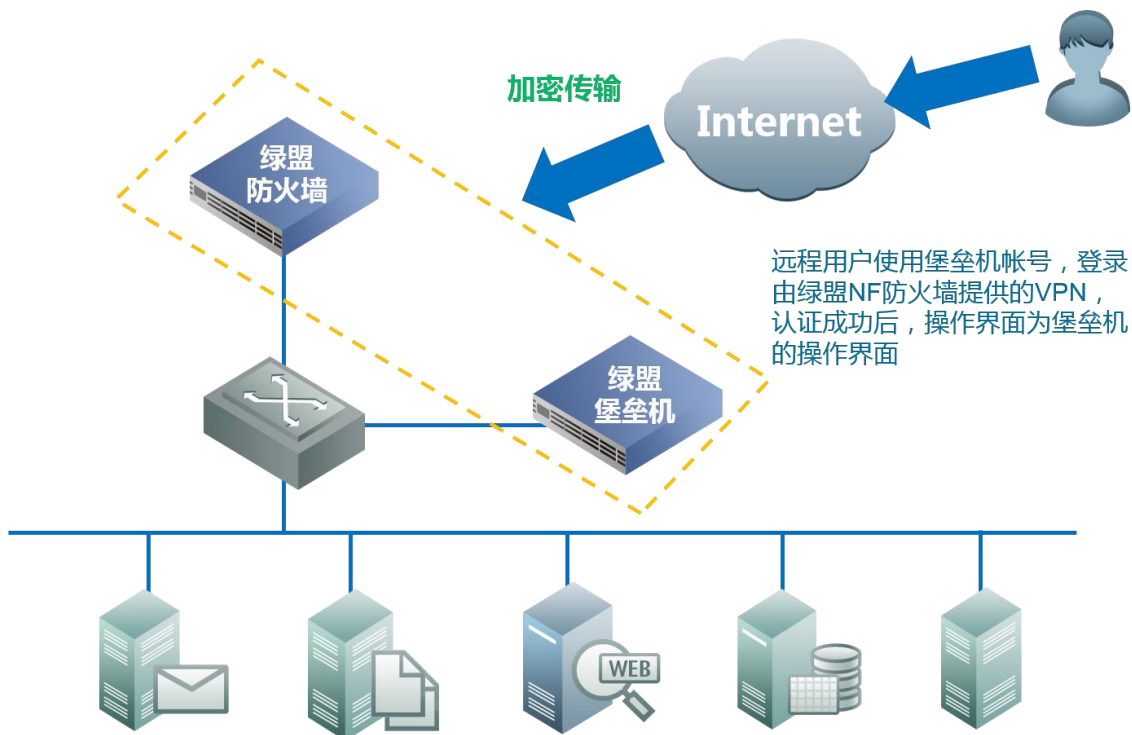 加密传输
Internet
绿盟
防火墙
远程用户使用堡垒机帐号，登录
由绿盟NF防火墙提供的VPN，
认证成功后，操作界面为堡垒机
的操作界面
绿盟
堡垒机
WEB